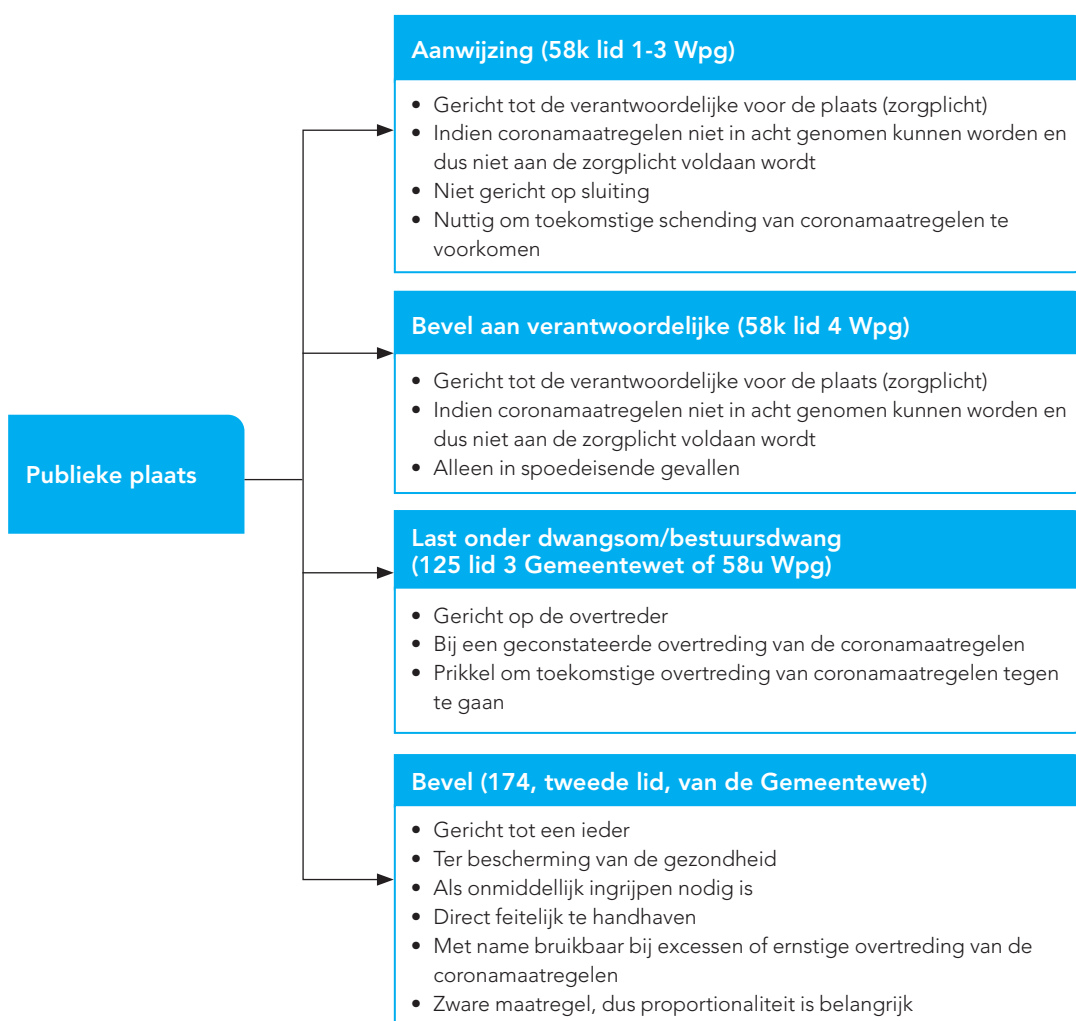 Aanwijzing (58k lid 1-3 Wpg)
• Gericht tot de verantwoordelijke voor de plaats (zorgplicht)
• Indien coronamaatregelen niet in acht genomen kunnen worden en
dus niet aan de zorgplicht voldaan wordt
• Niet gericht op sluiting
• Nuttig om toekomstige schending van coronamaatregelen te
voorkomen
Bevel aan verantwoordelijke (58k lid 4 Wpg)
• Gericht tot de verantwoordelijke voor de plaats (zorgplicht)
• Indien coronamaatregelen niet in acht genomen kunnen worden en
dus niet aan de zorgplicht voldaan wordt
• Alleen in spoedeisende gevallen
Publieke plaats
Last onder dwangsom/bestuursdwang
(125 lid 3 Gemeentewet of 58u Wpg)
• Gericht op de overtreder
• Bij een geconstateerde overtreding van de coronamaatregelen
• Prikkel om toekomstige overtreding van coronamaatregelen tegen
te gaan
Bevel (174, tweede lid, van de Gemeentewet)
• Gericht tot een ieder
• Ter bescherming van de gezondheid
• Als onmiddellijk ingrijpen nodig is
• Direct feitelijk te handhaven
• Met name bruikbaar bij excessen of ernstige overtreding van de
coronamaatregelen
• Zware maatregel, dus proportionaliteit is belangrijk